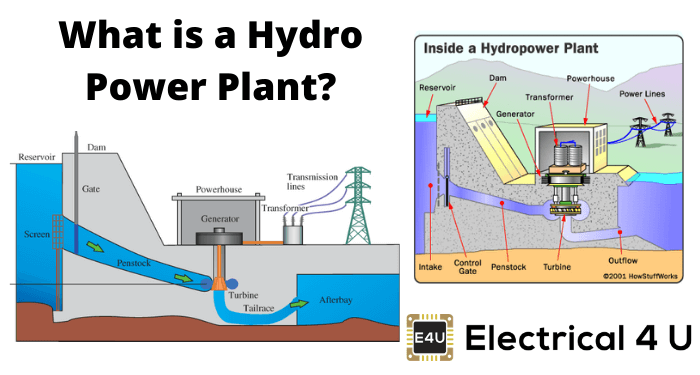 What is a Hydro
Power Plant?
Reservoir
Dam
Gate
Screen
Penstock
Powerhouse
Generator
Transmission
lines
Transformer
Turbine
Tailrace
Afterbay
Inside a Hydropower Plant
Reservoir
Dam
Generator
Transformer
Powerhouse
Power Lines
Intake
Control
Gate
Penstock
Turbine
Outflow
©2001 HowStuffWorks
E4U
Electrical 4 U